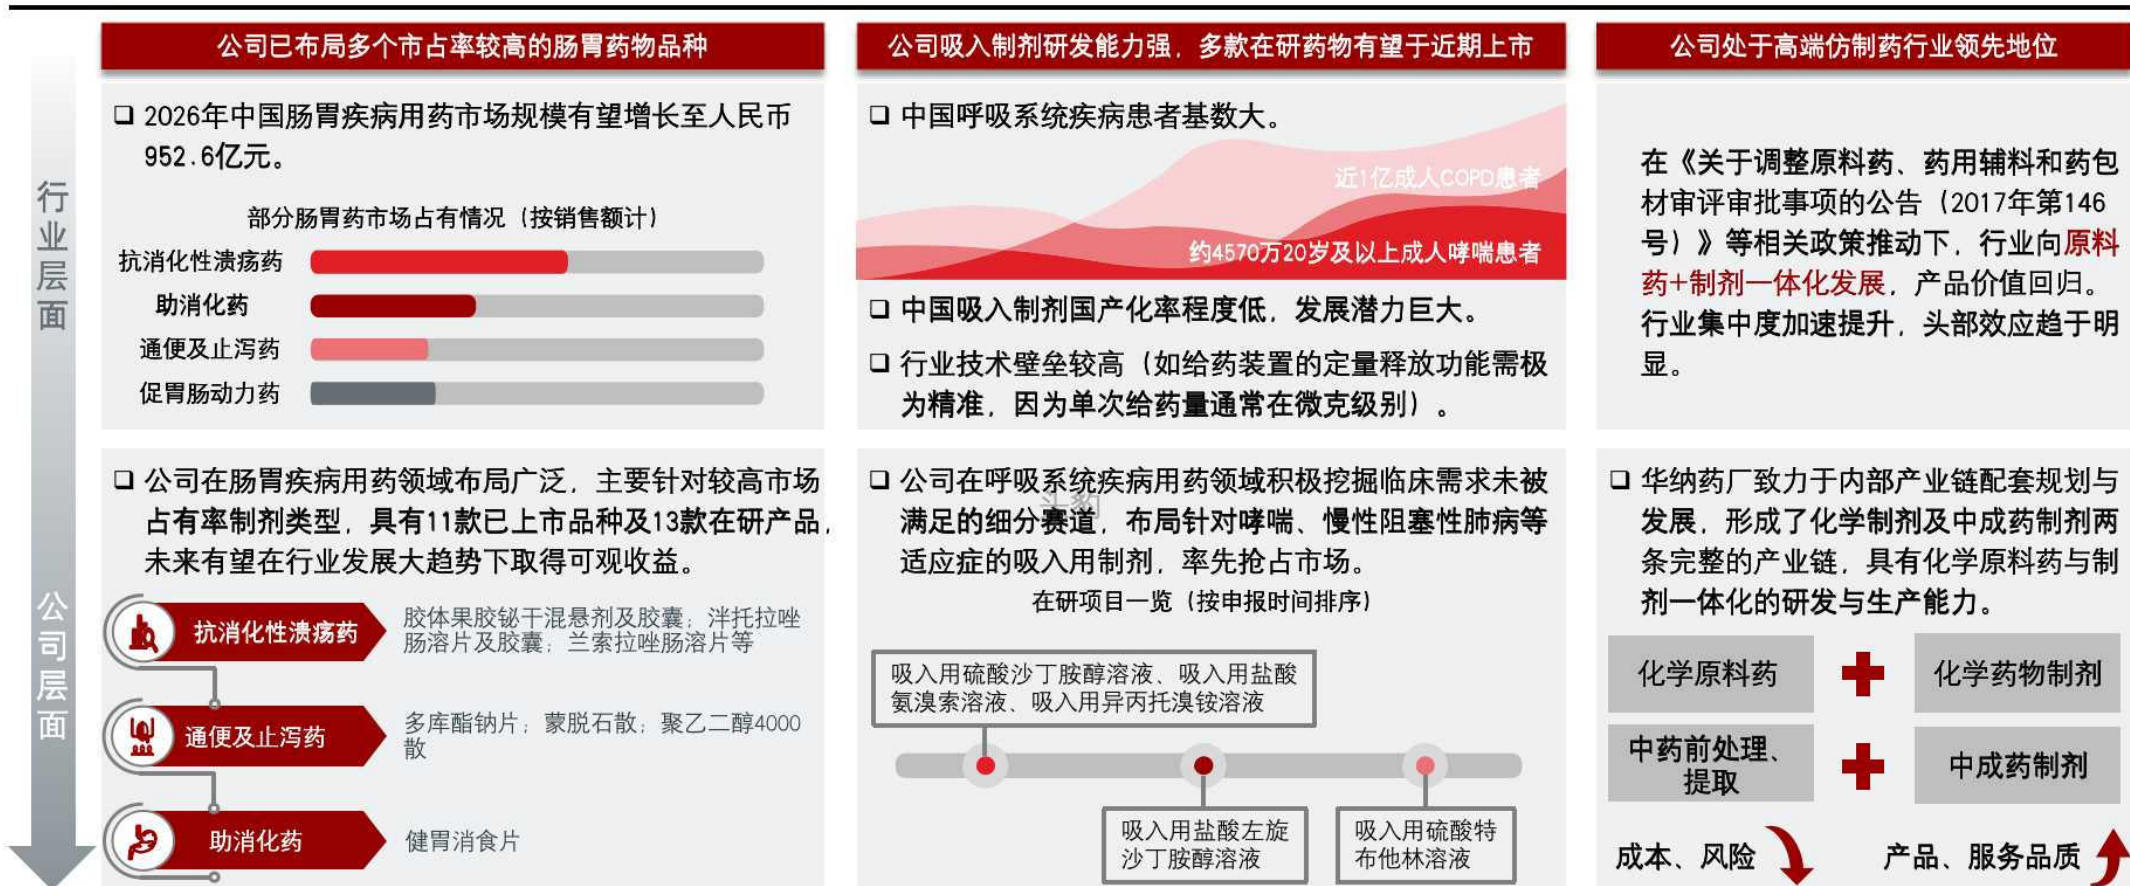 公司已布局多个市占率较高的肠胃药物品种
公司吸入制剂研发能力强，多款在研药物有望于近期上市
公司处于高端仿制药行业领先地位
行业层面
❑ 2026年中国肠胃疾病用药市场规模有望增长至人民币
952.6亿元。
部分肠胃药市场占有情况（按销售额计）
抗消化性溃疡药
助消化药
通便及止泻药
促胃肠动力药
❑ 中国呼吸系统疾病患者基数大。
近1亿成人COPD患者
约4570万20岁及以上成人哮喘患者
❑ 中国吸入制剂国产化率程度低，发展潜力巨大。
❑ 行业技术壁垒较高（如给药装置的定量释放功能需极
为精准，因为单次给药量通常在微克级别）。
在《关于调整原料药、药用辅料和药包
材审评审批事项的公告（2017年第146
号）》等相关政策推动下，行业向原料
药+制剂一体化发展，产品价值回归。
行业集中度加速提升，头部效应趋于明
显。
公司层面
❑ 公司在肠胃疾病用药领域布局广泛，主要针对较高市场
占有率制剂类型，具有11款已上市品种及13款在研产品，
未来有望在行业发展大趋势下取得可观收益。
抗消化性溃疡药
胶体果胶铋干混悬剂及胶囊；泮托拉唑
肠溶片及胶囊；兰索拉唑肠溶片等
通便及止泻药
多库酯钠片；蒙脱石散；聚乙二醇4000
散
助消化药
健胃消食片
❑ 公司在呼吸系统疾病用药领域积极挖掘临床需求未被
满足的细分赛道，布局针对哮喘、慢性阻塞性肺病等
适应症的吸入用制剂，率先抢占市场。
头豹
在研项目一览（按申报时间排序）
吸入用硫酸沙丁胺醇溶液、吸入用盐酸
氨溴索溶液、吸入用异丙托溴铵溶液
吸入用盐酸左旋
沙丁胺醇溶液
吸入用硫酸特
布他林溶液
❑ 华纳药厂致力于内部产业链配套规划与
发展，形成了化学制剂及中成药制剂两
条完整的产业链，具有化学原料药与制
剂一体化的研发与生产能力。
化学原料药
化学药物制剂
中药前处理、
提取
中成药制剂
成本、风险
产品、服务品质